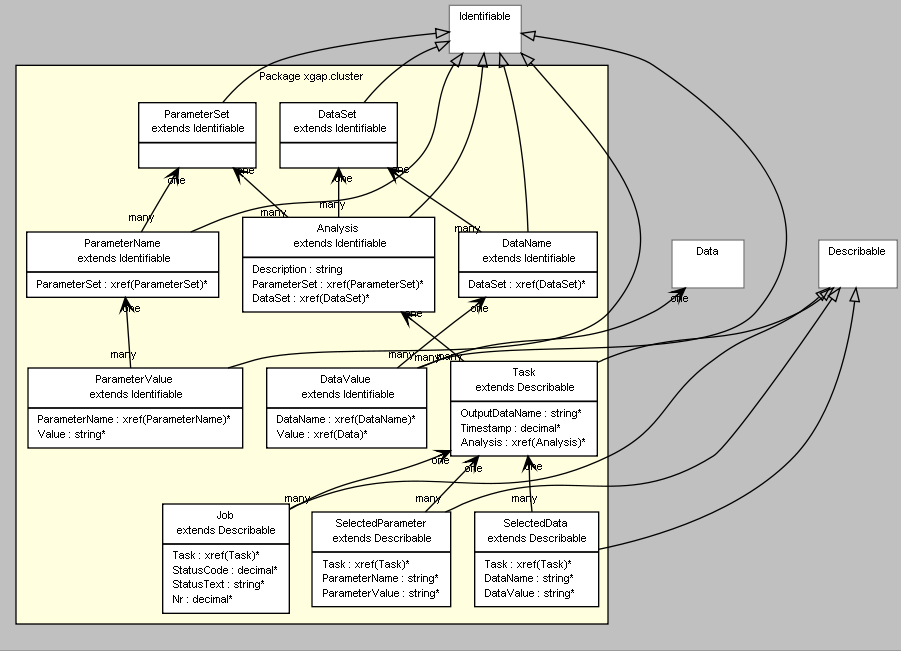 Identifiable
Package xgap.cluster
ParameterSet
extends Identifiable
DataSet
extends Identifiable
one
one
one
one
many
many
many
many
ParameterName
extends Identifiable
ParameterSet : xref(ParameterSet)*
Analysis
extends Identifiable
Description : string
ParameterSet : xref(ParameterSet)*
DataSet : xref(DataSet)*
DataName
extends Identifiable
DataSet : xref(DataSet)*
Data
Describable
one
one
one
one
many
many
many
many
ParameterValue
extends Identifiable
ParameterName : xref(ParameterName)*
Value : string*
DataValue
extends Identifiable
DataName : xref(DataName)*
Value : xref(Data)*
Task
extends Describable
OutputDataName : string*
Timestamp : decimal*
Analysis : xref(Analysis)*
one
one
one
many
many
many
Job
extends Describable
Task : xref(Task)*
StatusCode : decimal*
StatusText : string*
Nr : decimal*
SelectedParameter
extends Describable
Task : xref(Task)*
ParameterName : string*
ParameterValue : string*
SelectedData
extends Describable
Task : xref(Task)*
DataName : string*
DataValue : string*